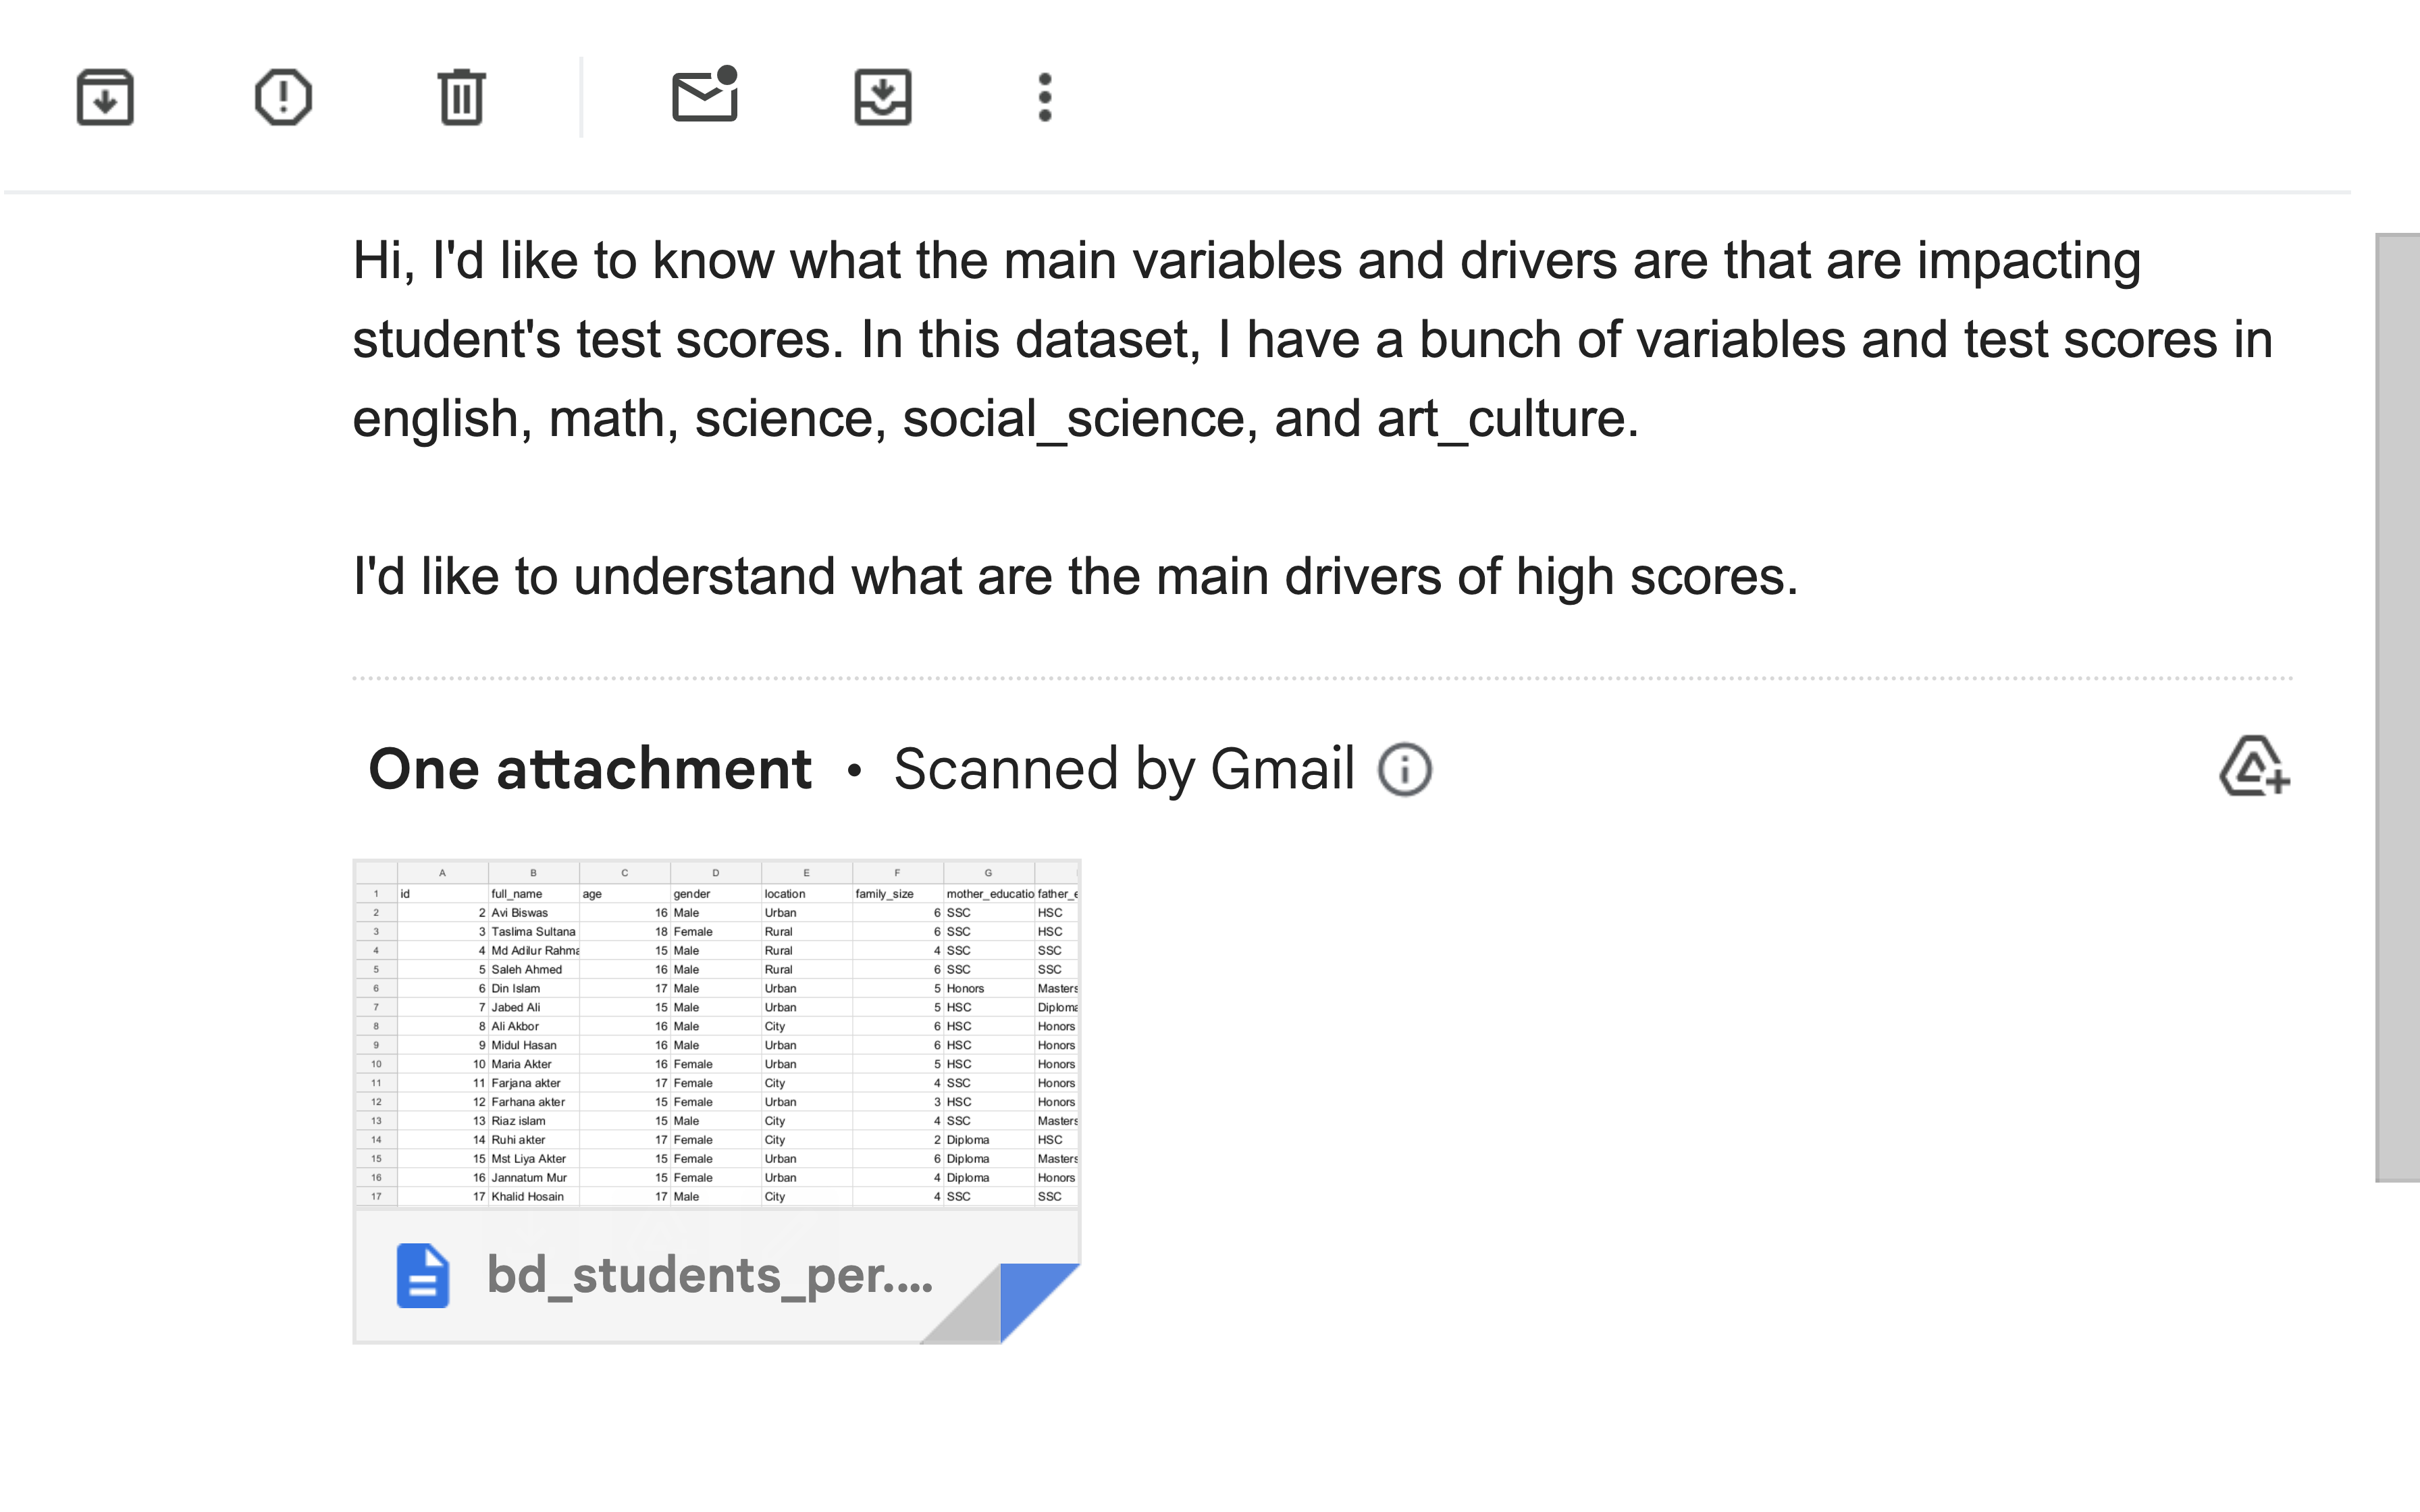 Hi, I'd like to know what the main variables and drivers are that are impacting
student's test scores. In this dataset, I have a bunch of variables and test scores in
english, math, science, social_science, and art_culture.
I'd like to understand what are the main drivers of high scores.
One attachment • Scanned by Gmail
A B C D E F G
1 id full_name age gender location family_size mother_educatio father_e
2 2 Avi Biswas 16 Male Urban 6 SSC HSC
3 3 Taslima Sultana 18 Female Rural 6 SSC HSC
4 4 Md Adilur Rahma 15 Male Rural 4 SSC SSC
5 5 Saleh Ahmed 16 Male Rural 6 SSC SSC
6 6 Din Islam 17 Male Urban 5 Honors Masters
7 7 Jabed Ali 15 Male Urban 5 HSC Diploma
8 8 Ali Akbor 16 Male City 6 HSC Honors
9 9 Midul Hasan 16 Male Urban 6 HSC Honors
10 10 Maria Akter 16 Female Urban 5 HSC Honors
11 11 Farjana akter 17 Female City 4 SSC Honors
12 12 Farhana akter 15 Female Urban 3 HSC Honors
13 13 Riaz islam 15 Male City 4 SSC Masters
14 14 Ruhi akter 17 Female City 2 Diploma HSC
15 15 Mst Liya Akter 15 Female Urban 6 Diploma Masters
16 16 Jannatum Mur 15 Female Urban 4 Diploma Honors
17 17 Khalid Hosain 17 Male City 4 SSC SSC
bd_students_per....